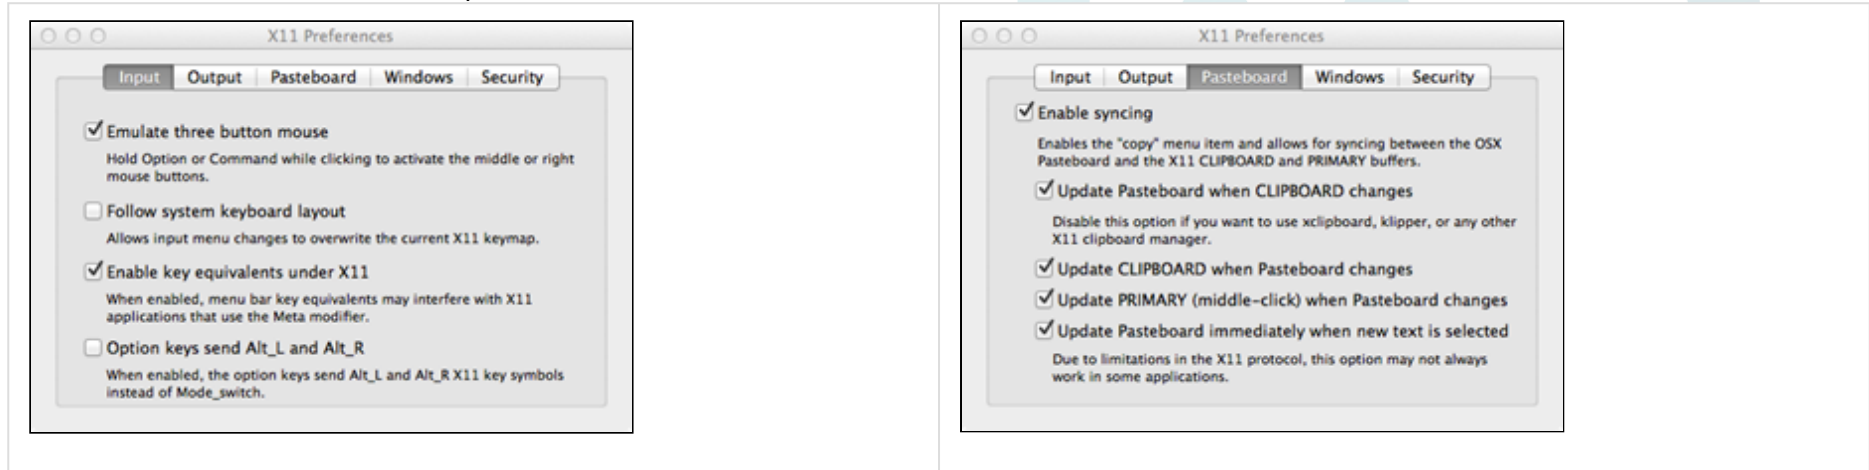 X11 Preferences
Input Output Pasteboard Windows Security
Emulate three button mouse
Hold Option or Command while clicking to activate the middle or right
mouse buttons.
Follow system keyboard layout
Allows input menu changes to overwrite the current X11 keymap.
Enable key equivalents under X11
When enabled, menu bar key equivalents may interfere with X11
applications that use the Meta modifier.
Option keys send Alt_L and Alt_R
When enabled, the option keys send Alt_L and Alt_R X11 key symbols
instead of Mode_switch.
X11 Preferences
Input Output Pasteboard Windows Security
Enable syncing
Enables the "copy" menu item and allows for syncing between the OSX
Pasteboard and the X11 CLIPBOARD and PRIMARY buffers.
Update Pasteboard when CLIPBOARD changes
Disable this option if you want to use xclipboard, klipper, or any other
X11 clipboard manager.
Update CLIPBOARD when Pasteboard changes
Update PRIMARY (middle-click) when Pasteboard changes
Update Pasteboard immediately when new text is selected
Due to limitations in the X11 protocol, this option may not always
work in some applications.